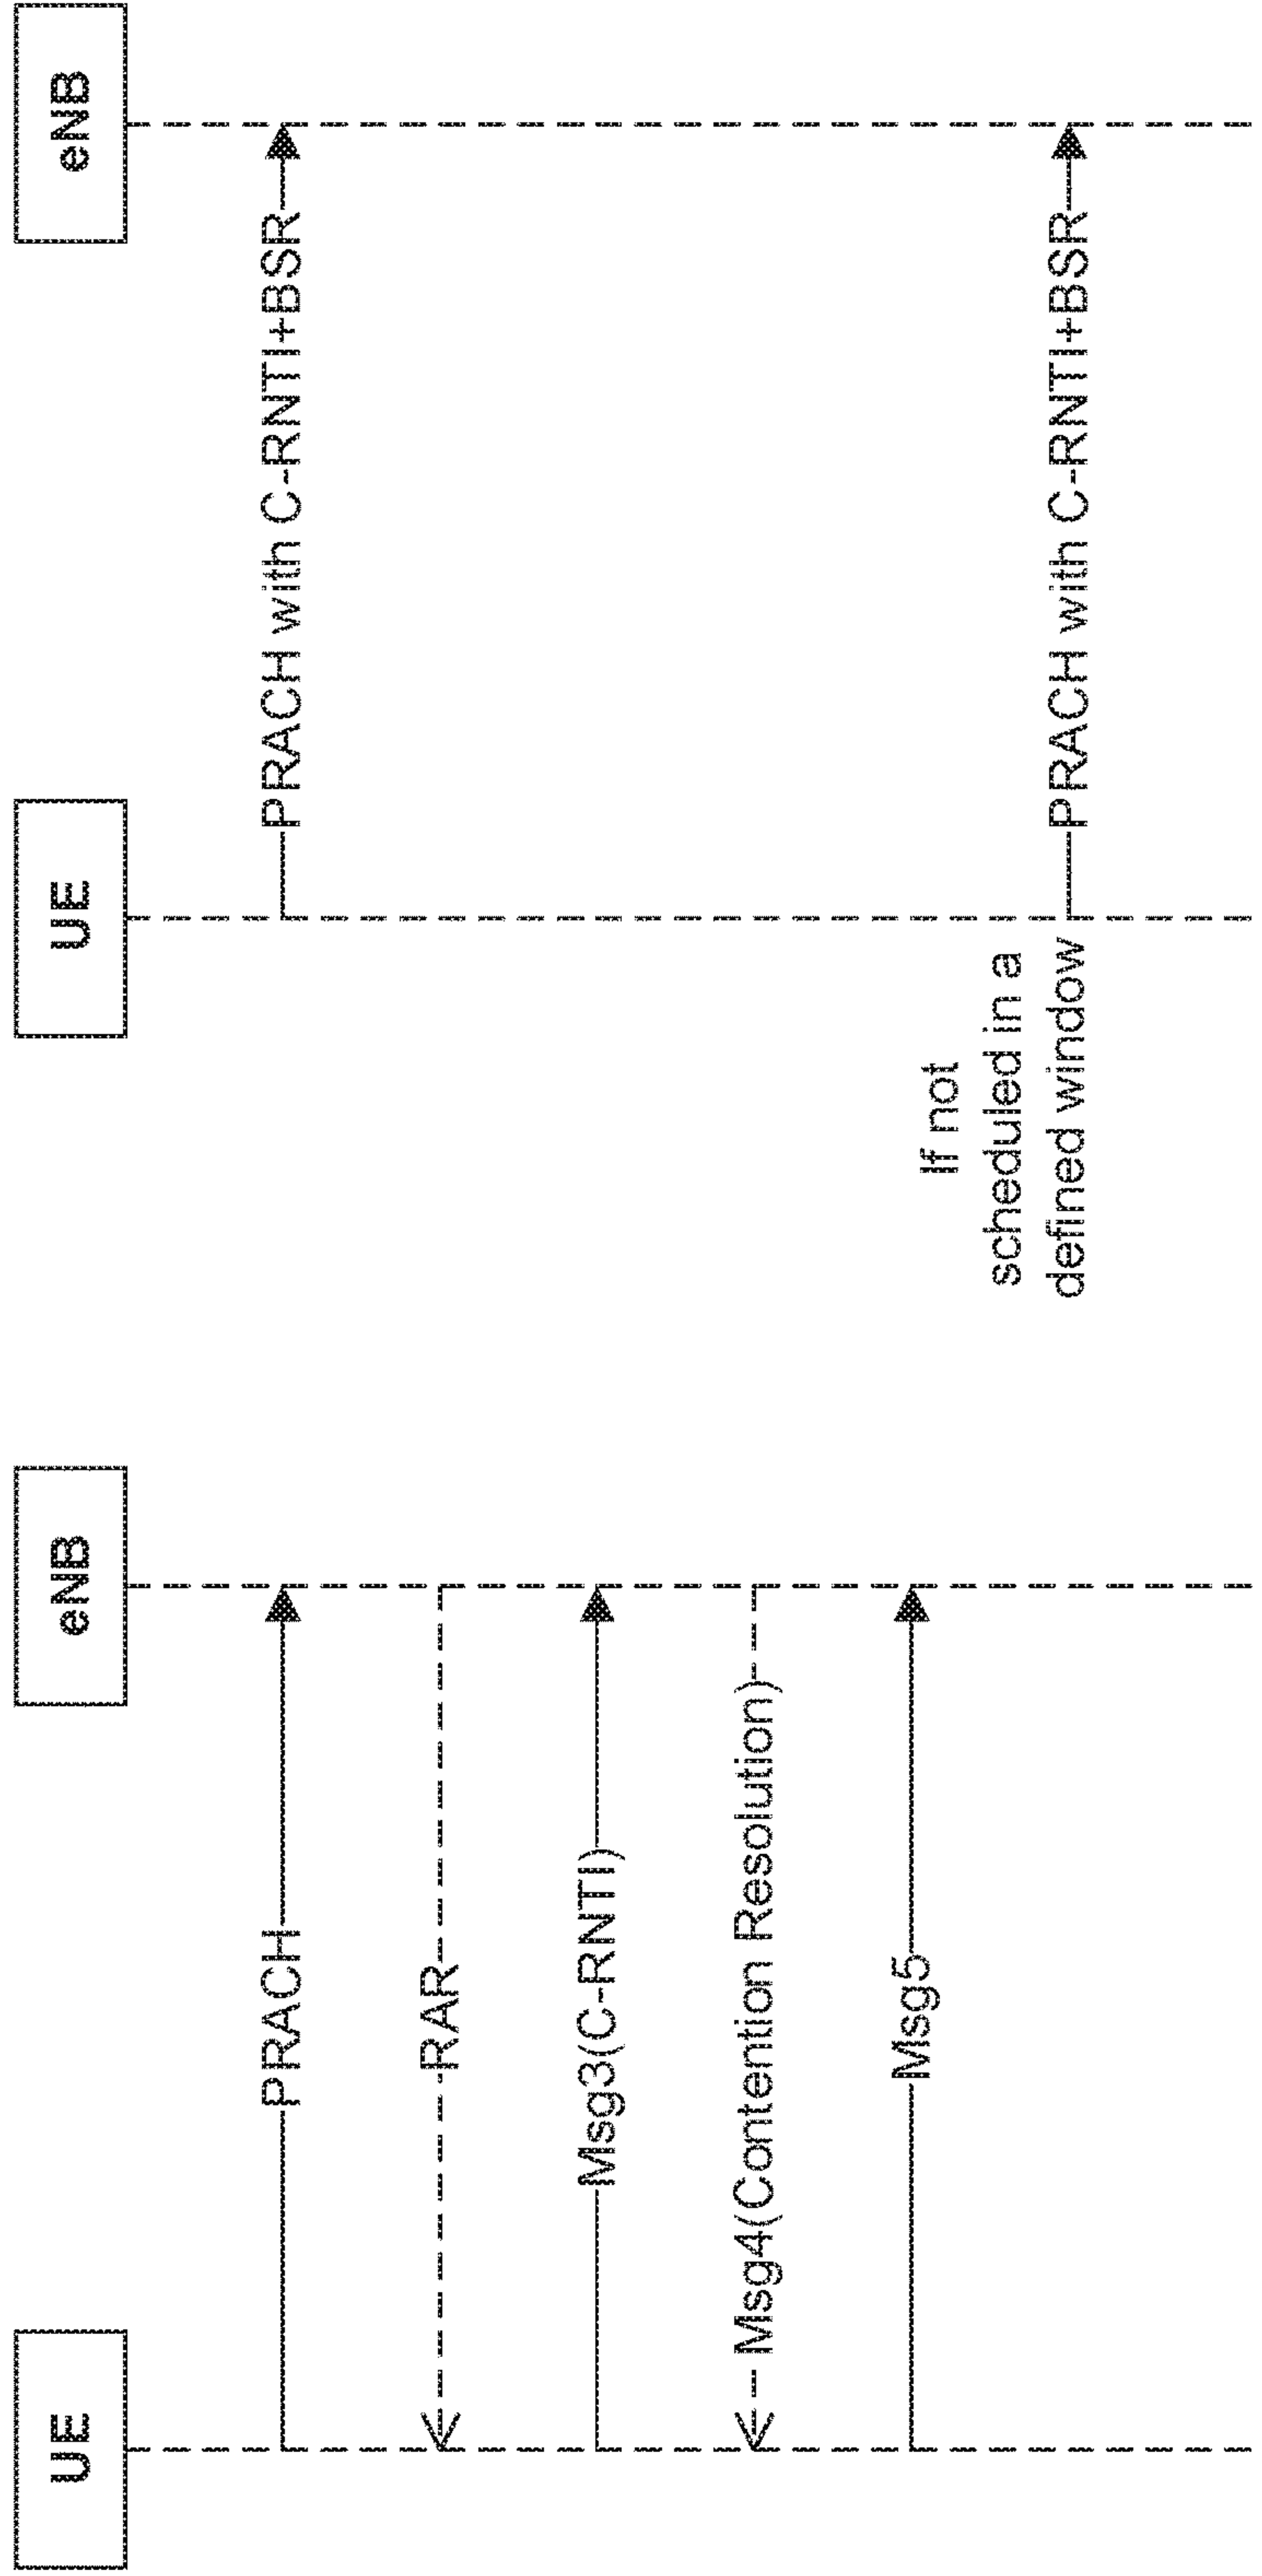 UE
eNB
PRACH
RAR
Msg3(C-RNTI)
Msg4(Contention Resolution)
Msg5
UE
eNB
PRACH with C-RNTI+BSR
If not
scheduled in a
defined window
PRACH with C-RNTI+BSR